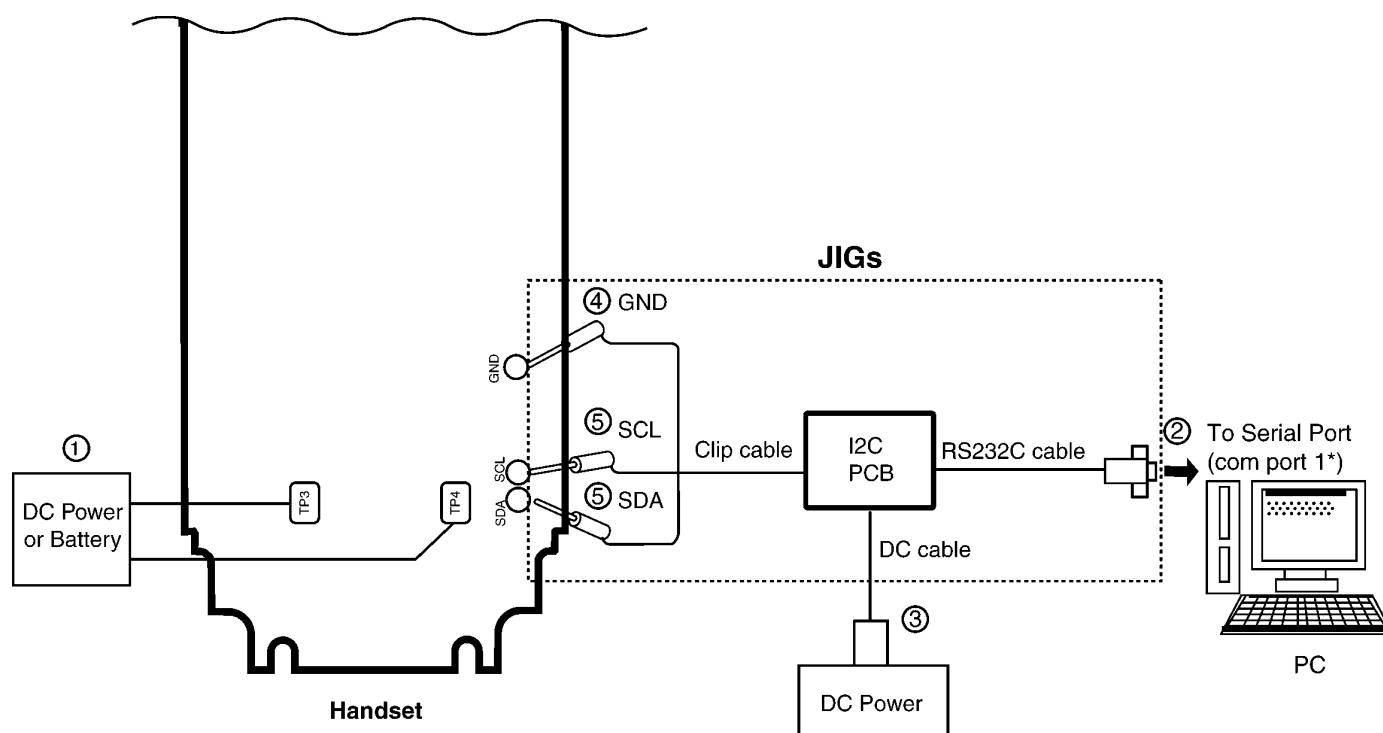 JIGs
④ GND
GND
⑤ SCL
SCL
⑤ SDA
SDA
① 
DC Power
or Battery
TP3
TP4
Clip cable
I2C
PCB
RS232C cable
② To Serial Port
(com port 1*)
DC cable
③
DC Power
PC
Handset